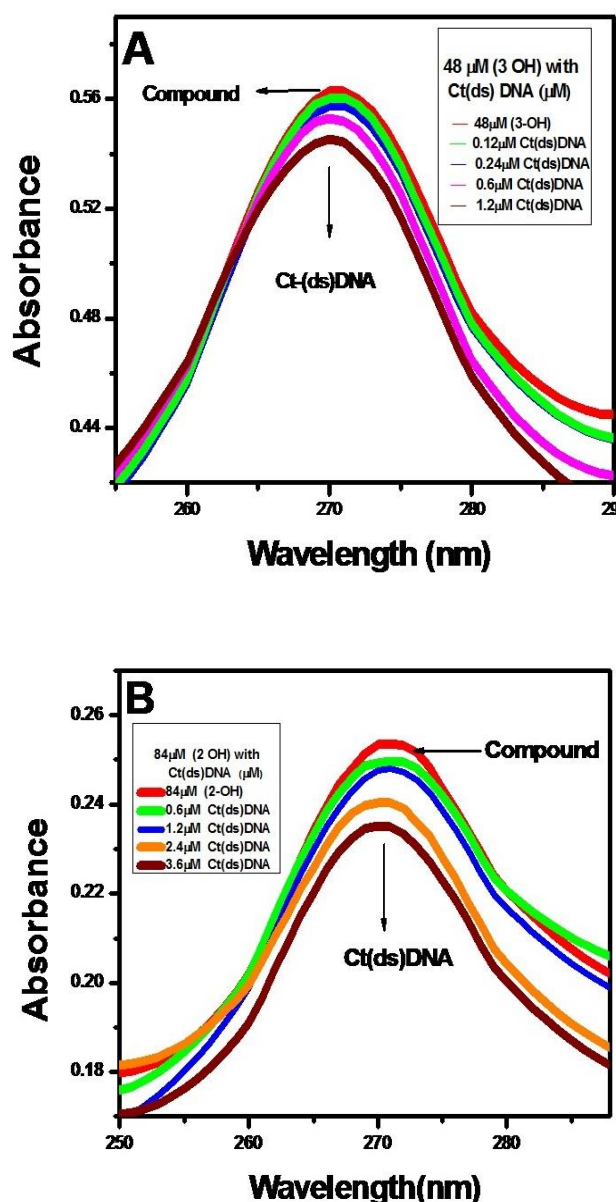 A
Compound
48 µM (3 OH) with
Ct(ds) DNA (µM)
48µM (3-OH)
0.12µM Ct(ds)DNA
0.24µM Ct(ds)DNA
0.6µM Ct(ds)DNA
1.2µM Ct(ds)DNA
Ct-(ds)DNA
0.56
0.52
0.48
0.44
Absorbance
260
270
280
29
Wavelength (nm)
B
84µM (2 OH) with
Ct(ds)DNA (µM)
84µM (2-OH)
0.6µM Ct(ds)DNA
1.2µM Ct(ds)DNA
2.4µM Ct(ds)DNA
3.6µM Ct(ds)DNA
Compound
Ct(ds)DNA
0.26
0.24
0.22
0.20
0.18
Absorbance
250
260
270
280
Wavelength(nm)